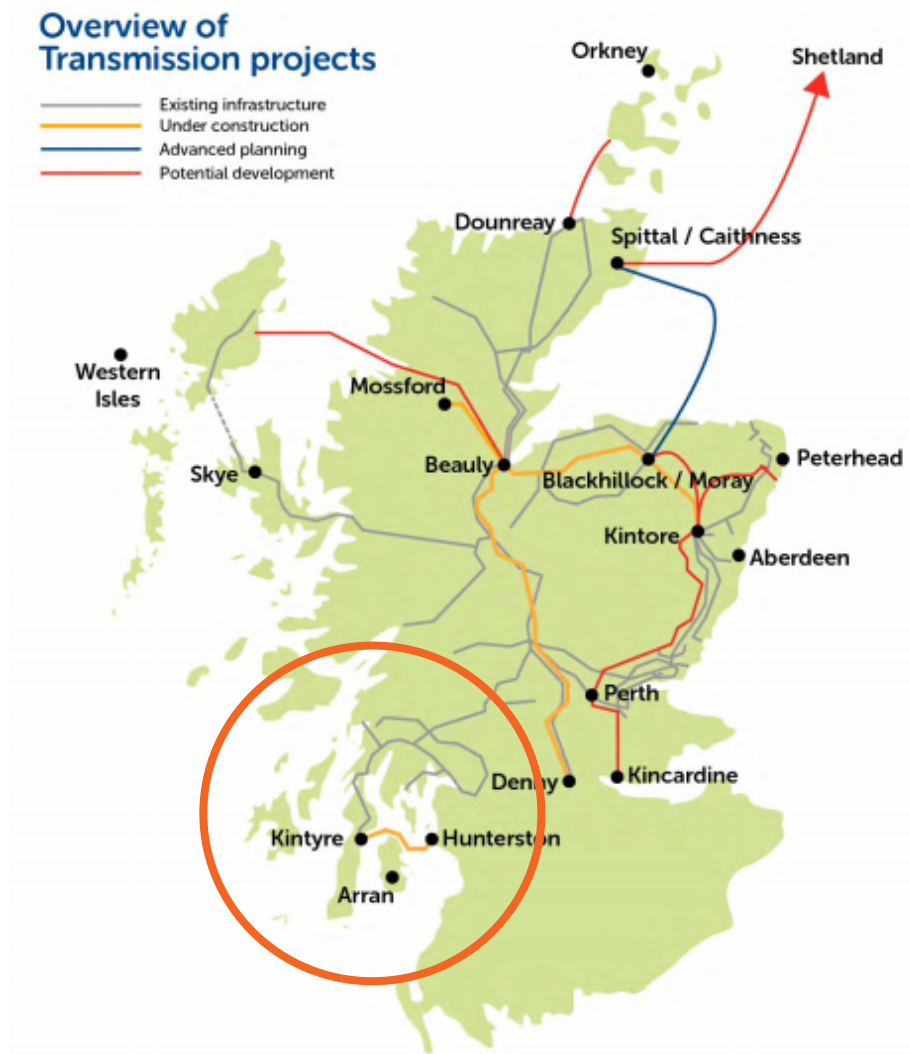 Overview of
Transmission projects
Existing infrastructure
Under construction
Advanced planning
Potential development
Orkney
Shetland
Dounreay
Spittal / Caithness
Western
Isles
Mossford
Skye
Beauly
Blackhillock / Moray
Peterhead
Kintore
Aberdeen
Perth
Denny
Kincardine
Kintyre
Hunterston
Arran